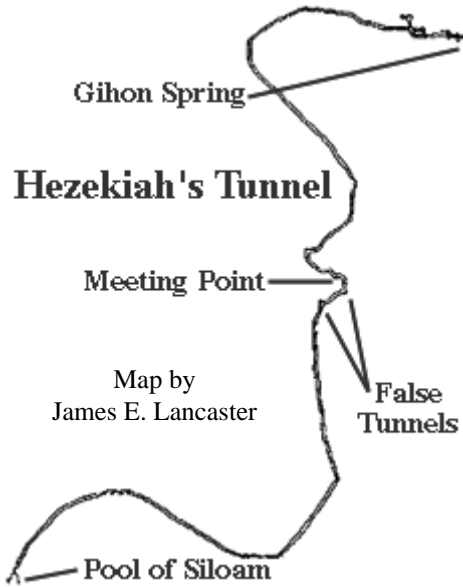 Gihon Spring
Hezekiah's Tunnel
Meeting Point
Map by
James E. Lancaster
False
Tunnels
Pool of Siloam